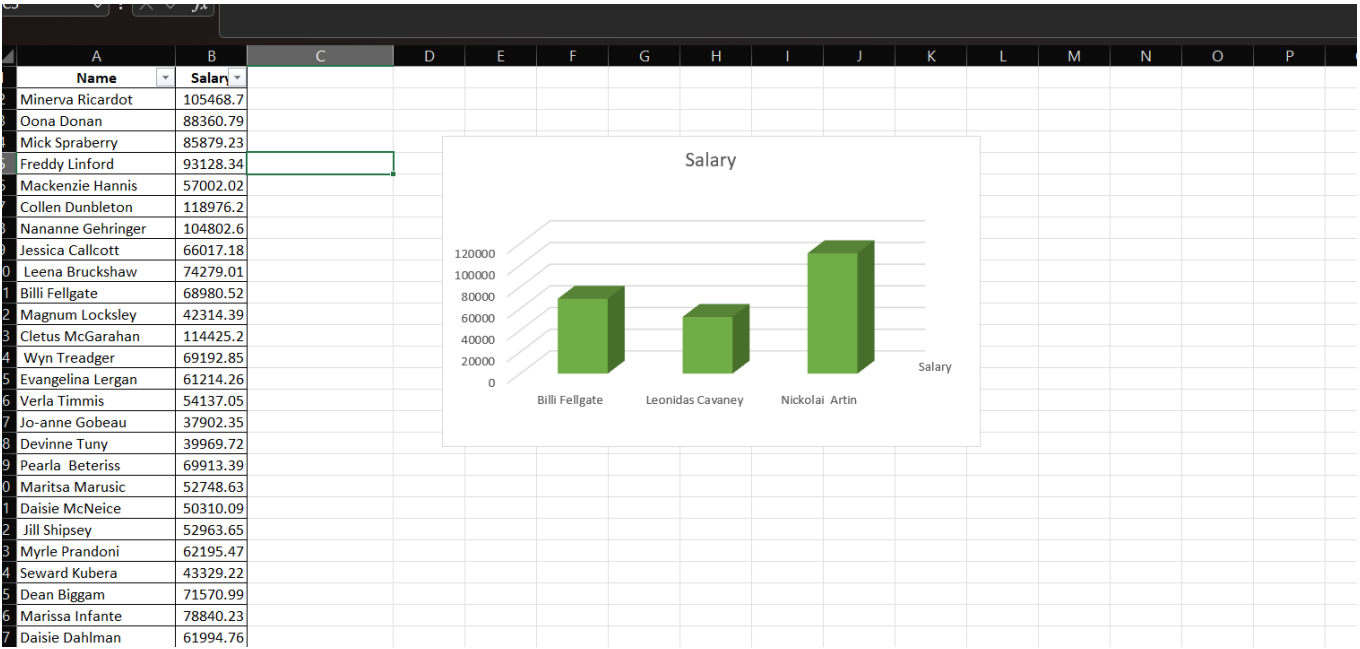 fx
A B C D E F G H I J K L M N O P
Name Salary
Minerva Ricardot 105468.7
Oona Donan 88360.79
Mick Spraberry 85879.23
Freddy Linford 93128.34
Mackenzie Hannis 57002.02
Collen Dunbleton 118976.2
Nananne Gehringer 104802.6
Jessica Callcott 66017.18
Leena Bruckshaw 74279.01
Billi Fellgate 68980.52
Magnum Locksley 42314.39
Cletus McGarahan 114425.2
Wyn Treadger 69192.85
Evangelina Lergan 61214.26
Verla Timmis 54137.05
Jo-anne Gobeau 37902.35
Devinne Tuny 39969.72
Pearla Beteriss 69913.39
Maritsa Marusic 52748.63
Daisie McNeice 50310.09
Jill Shipsey 52963.65
Myrle Prandoni 62195.47
Seward Kubera 43329.22
Dean Biggam 71570.99
Marissa Infante 78840.23
Daisie Dahlman 61994.76
Salary
120000
100000
80000
60000
40000
20000
0
Salary
Billi Fellgate Leonidas Cavaney Nickolai Artin